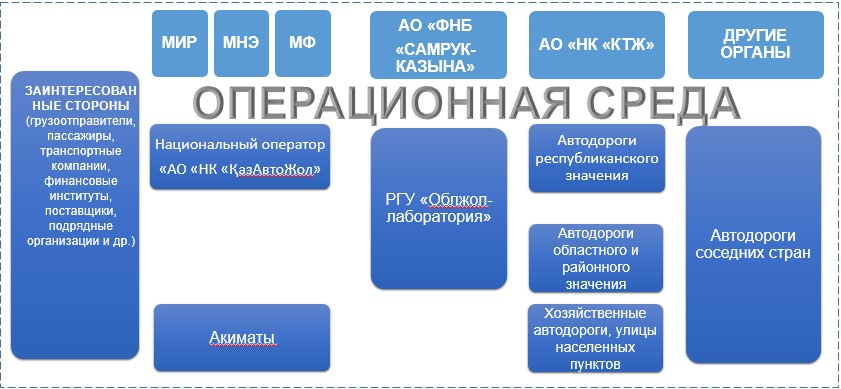 МИР
МНЭ
МФ
АО «ФНБ
«САМРУК-
КАЗЫНА»
АО «НК «КТЖ»
ДРУГИЕ
ОРГАНЫ
ЗАИНТЕРЕСОВАН
НЫЕ СТОРОНЫ
(грузоотправители,
пассажиры,
транспортные
компании,
финансовые
институты,
поставщики,
подрядные
организации и др.)
ОПЕРАЦИОННАЯ СРЕДА
Национальный оператор
«АО «НК «ҚазАвтоЖол»
Акиматы
РГУ «Облжол-
лаборатория»
Автодороги
республиканского
значения
Автодороги
областного и
районного
значения
Хозяйственные
автодороги, улицы
населенных
пунктов
Автодороги
соседних стран